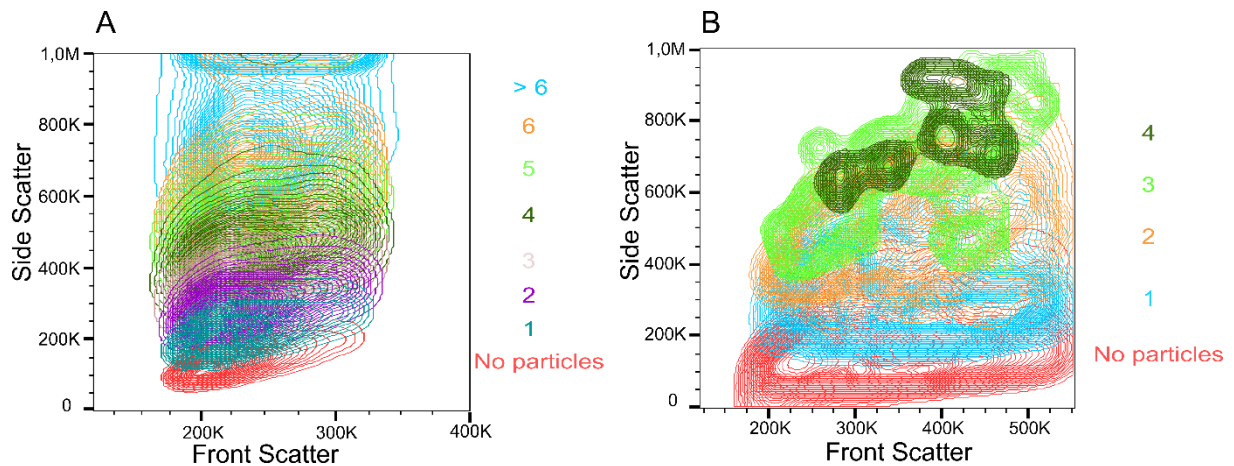 A
1,0M
800K
600K
400K
200K
0
Side Scatter
200K
300K
400K
Front Scatter
> 6
6
5
4
3
2
1
No particles
B
1,0M
800K
600K
400K
200K
0
Side Scatter
200K
300K
400K
500K
Front Scatter
4
3
2
1
No particles